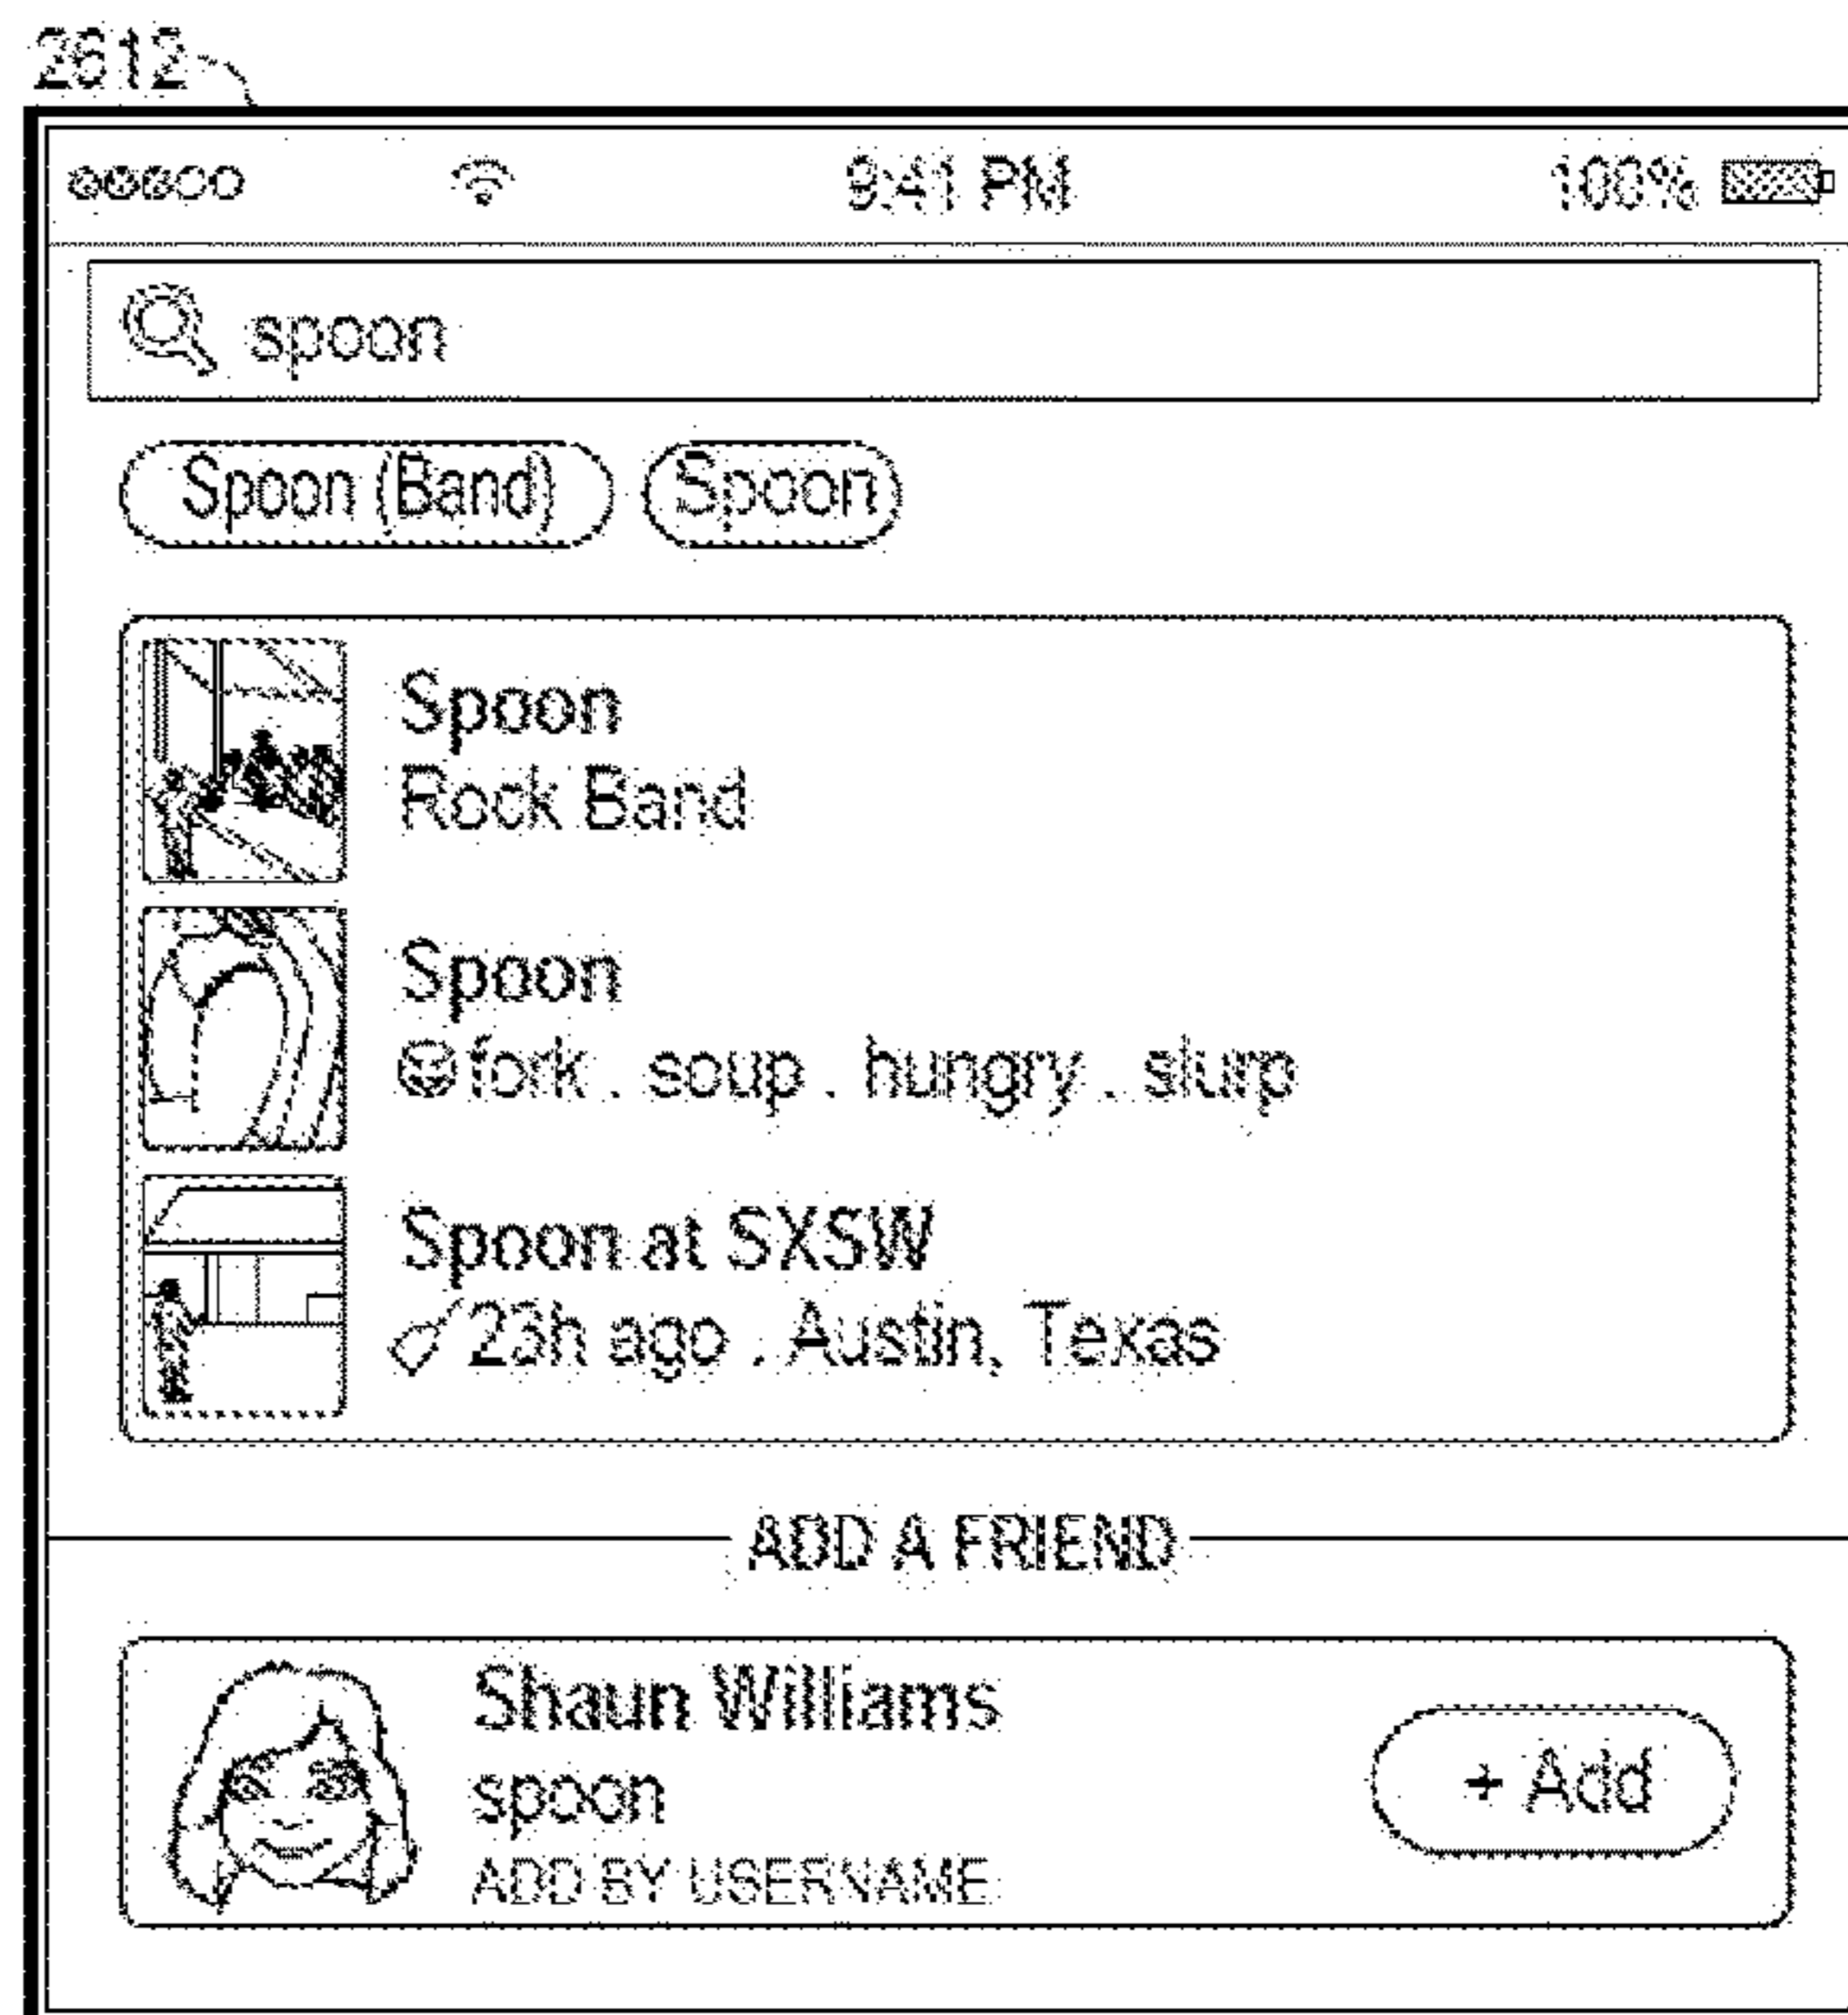 2612
9:41 PM 100%
spoon
Spoon (Band) Spoon
Spoon
Rock Band
Spoon
fork . soup . hungry . slurp
Spoon at SXSW
23h ago . Austin, Texas
ADD A FRIEND
Shaun Williams
spoon
+ Add
ADD BY USERNAME